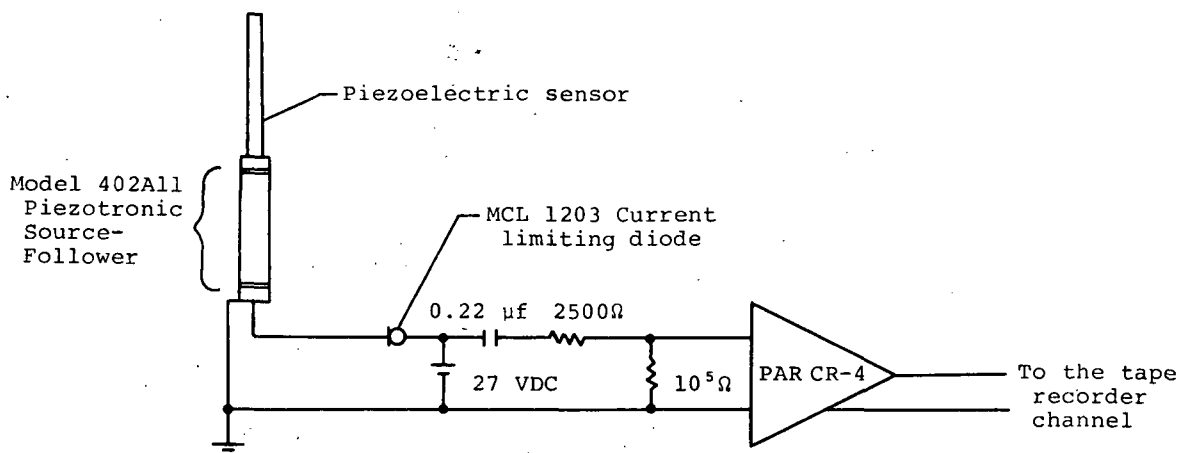 Piezoelectric sensor
Model 402A11
Piezotronic
Source-
Follower
MCL 1203 Current
limiting diode
0.22 µf 2500Ω
27 VDC
10⁵Ω
PAR CR-4
To the tape
recorder
channel